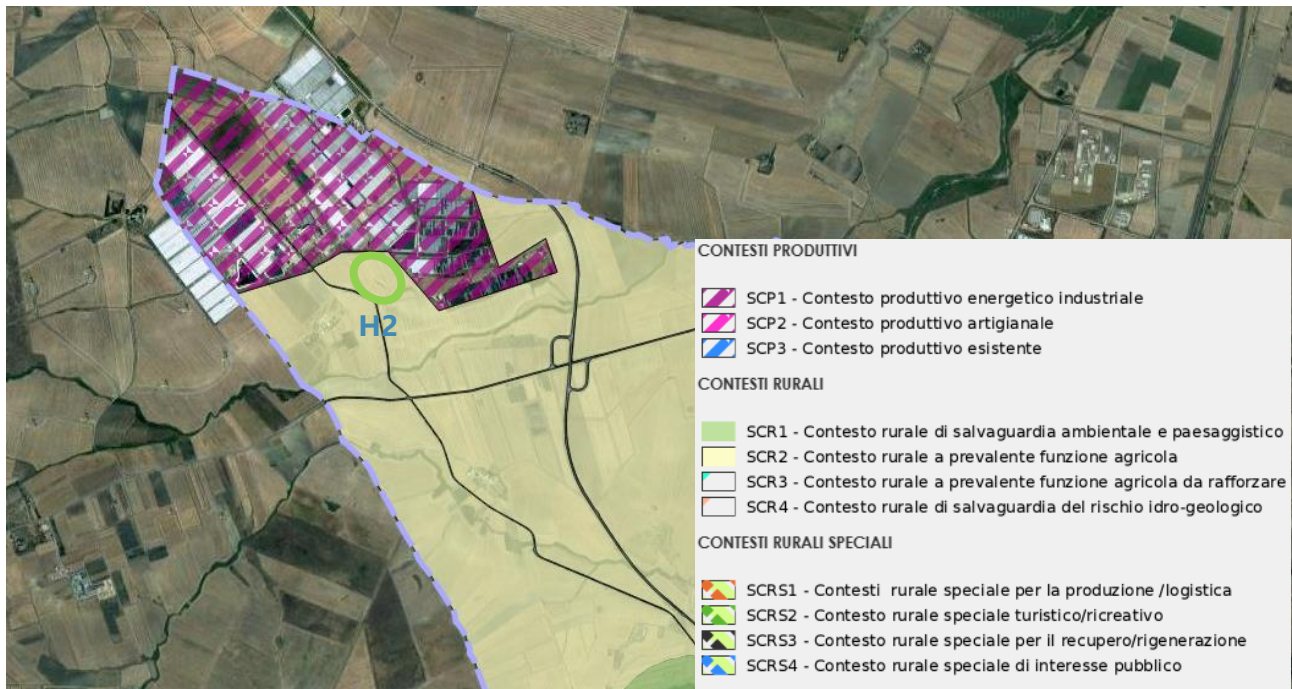 H2
CONTESTI PRODUTTIVI
SCP1 - Contesto produttivo energetico industriale
SCP2 - Contesto produttivo artigianale
SCP3 - Contesto produttivo esistente
CONTESTI RURALI
SCR1 - Contesto rurale di salvaguardia ambientale e paesaggistico
SCR2 - Contesto rurale a prevalente funzione agricola
SCR3 - Contesto rurale a prevalente funzione agricola da rafforzare
SCR4 - Contesto rurale di salvaguardia del rischio idro-geologico
CONTESTI RURALI SPECIALI
SCRS1 - Contesti rurale speciale per la produzione /logistica
SCRS2 - Contesto rurale speciale turistico/ricreativo
SCRS3 - Contesto rurale speciale per il recupero/rigenerazione
SCRS4 - Contesto rurale speciale di interesse pubblico